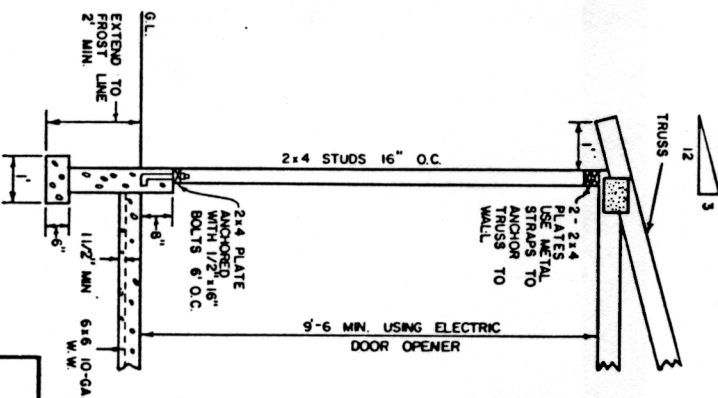 12
3
TRUSS
1'
2 - 2x4
PLATES
USE METAL
STRAPS TO
ANCHOR
TRUSS TO
WALL
2x4 STUDS 16" O.C.
9'-6 MIN. USING ELECTRIC
DOOR OPENER
G.L.
EXTEND TO
FROST LINE
2' MIN.
2x4 PLATE
ANCHORED
WITH 1/2"x16"
BOLTS 6' O.C.
8"
1'
6"
1 1/2" MIN
6x6 10-GA.
W.W.